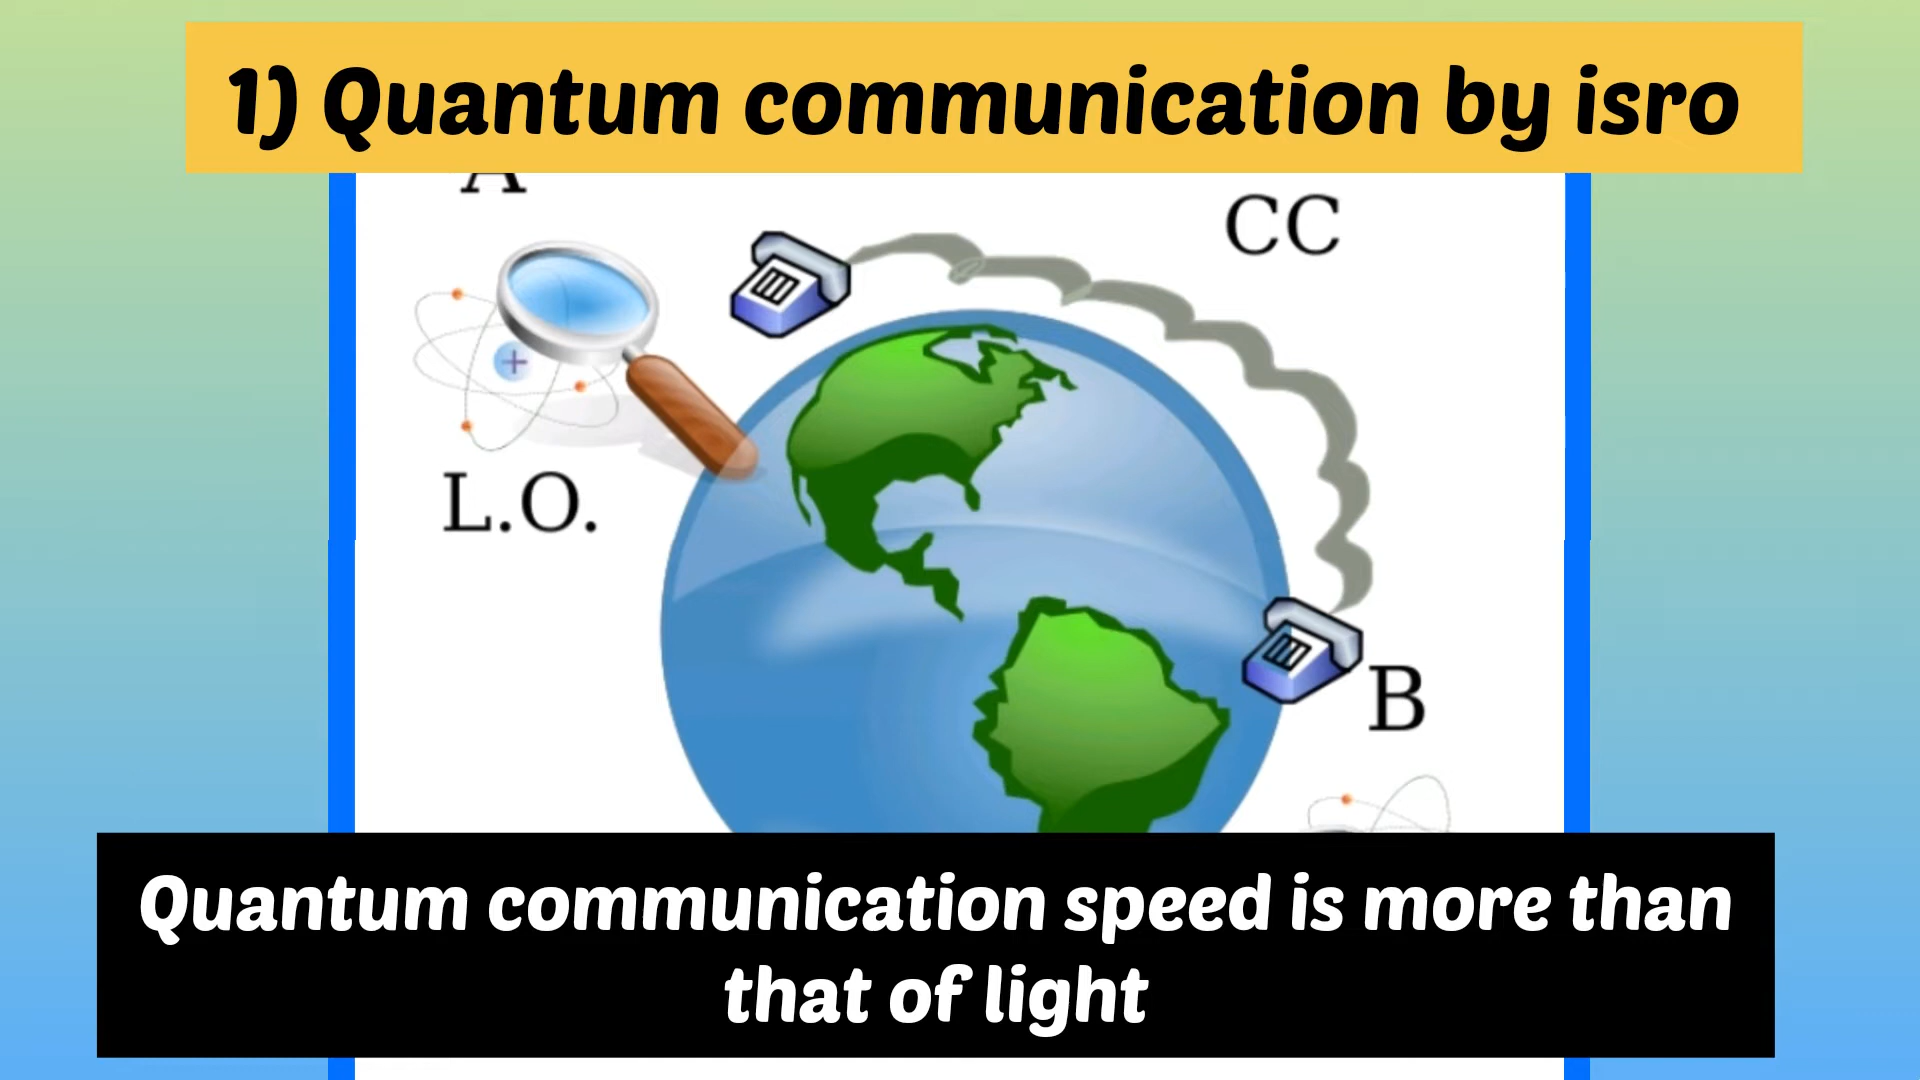 1) Quantum communication by isro
A
CC
L.O.
B
Quantum communication speed is more than
that of light